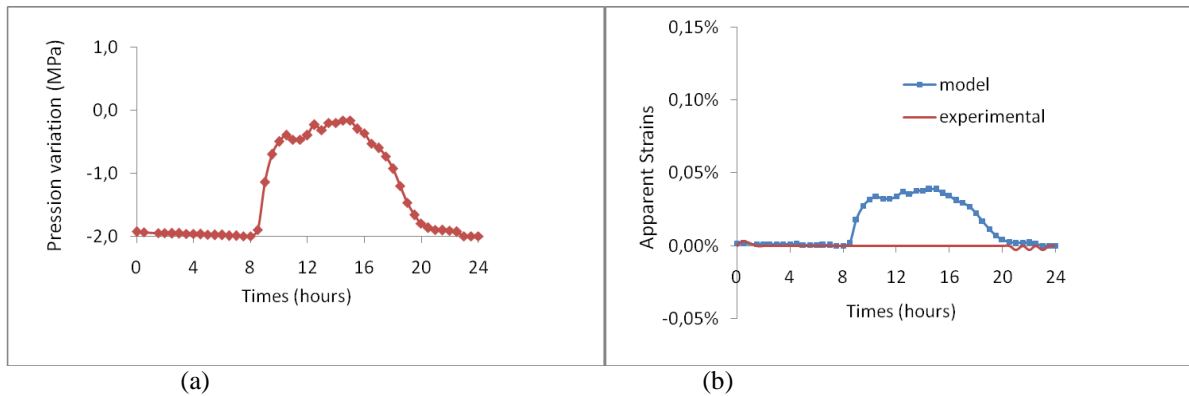 Pression variation (MPa)
1,0
0,0
-1,0
-2,0
0 4 8 12 16 20 24
Times (hours)
(a)
Apparent Strains
0,15%
0,10%
0,05%
0,00%
-0,05%
model
experimental
0 4 8 12 16 20 24
Times (hours)
(b)